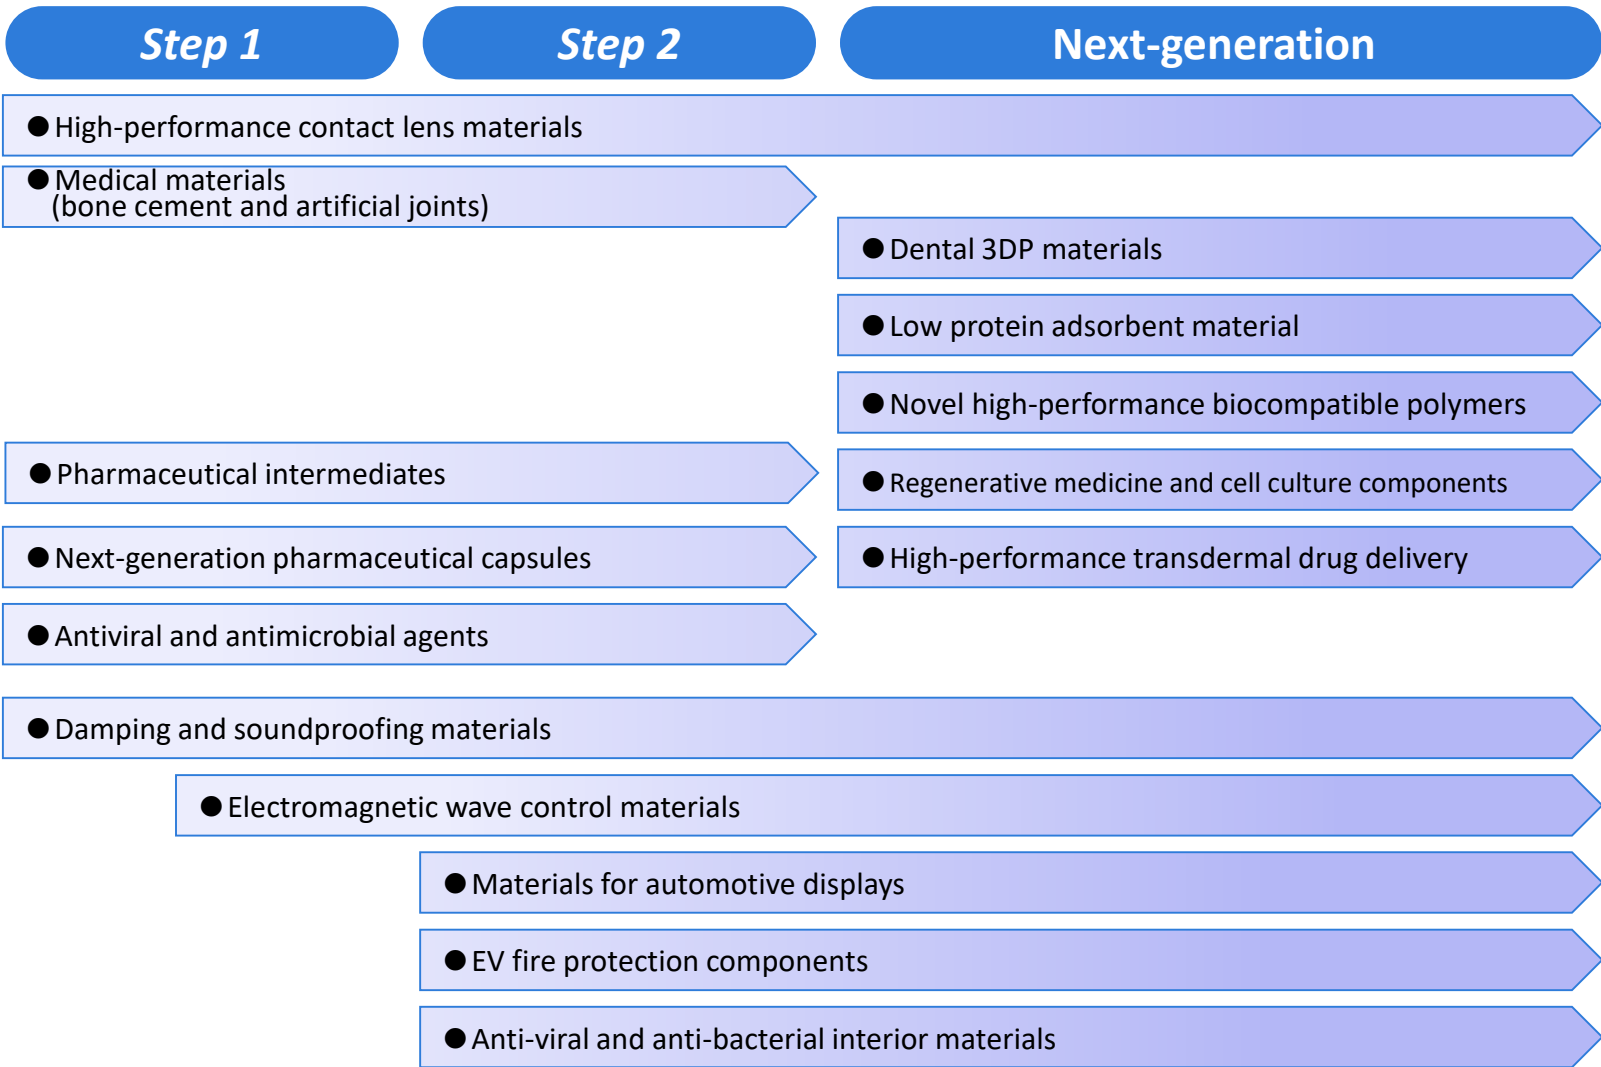 Step 1
Step 2
Next-generation
● High-performance contact lens materials
● Medical materials
(bone cement and artificial joints)
● Dental 3DP materials
● Low protein adsorbent material
● Novel high-performance biocompatible polymers
● Pharmaceutical intermediates
● Regenerative medicine and cell culture components
● Next-generation pharmaceutical capsules
● High-performance transdermal drug delivery
● Antiviral and antimicrobial agents
● Damping and soundproofing materials
● Electromagnetic wave control materials
● Materials for automotive displays
● EV fire protection components
● Anti-viral and anti-bacterial interior materials